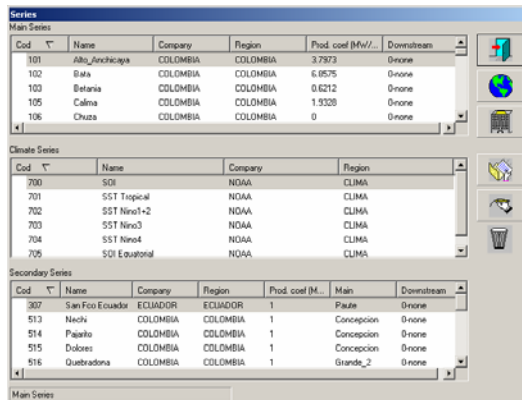 Series
Main Series
Cod Name Company Region Prod. coef (MW/... Downstream
101 Alto_Anchicaya COLOMBIA COLOMBIA 3.7973 0-none
102 Bata COLOMBIA COLOMBIA 6.8575 0-none
103 Betania COLOMBIA COLOMBIA 0.6212 0-none
105 Calima COLOMBIA COLOMBIA 1.9328 0-none
106 Chuza COLOMBIA COLOMBIA 0 0-none
Climate Series
Cod Name Company Region
700 SOI NOAA CLIMA
701 SST Tropical NOAA CLIMA
702 SST Nino1+2 NOAA CLIMA
703 SST Nino3 NOAA CLIMA
704 SST Nino4 NOAA CLIMA
705 SOI Equatorial NOAA CLIMA
Secondary Series
Cod Name Company Region Prod. coef (M... Main Downstream
307 San Fco Ecuador ECUADOR ECUADOR 1 Paute 0-none
513 Nechi COLOMBIA COLOMBIA 1 Concepcion 0-none
514 Pajarito COLOMBIA COLOMBIA 1 Concepcion 0-none
515 Dolores COLOMBIA COLOMBIA 1 Concepcion 0-none
516 Quebradona COLOMBIA COLOMBIA 1 Grande_2 0-none
Main Series